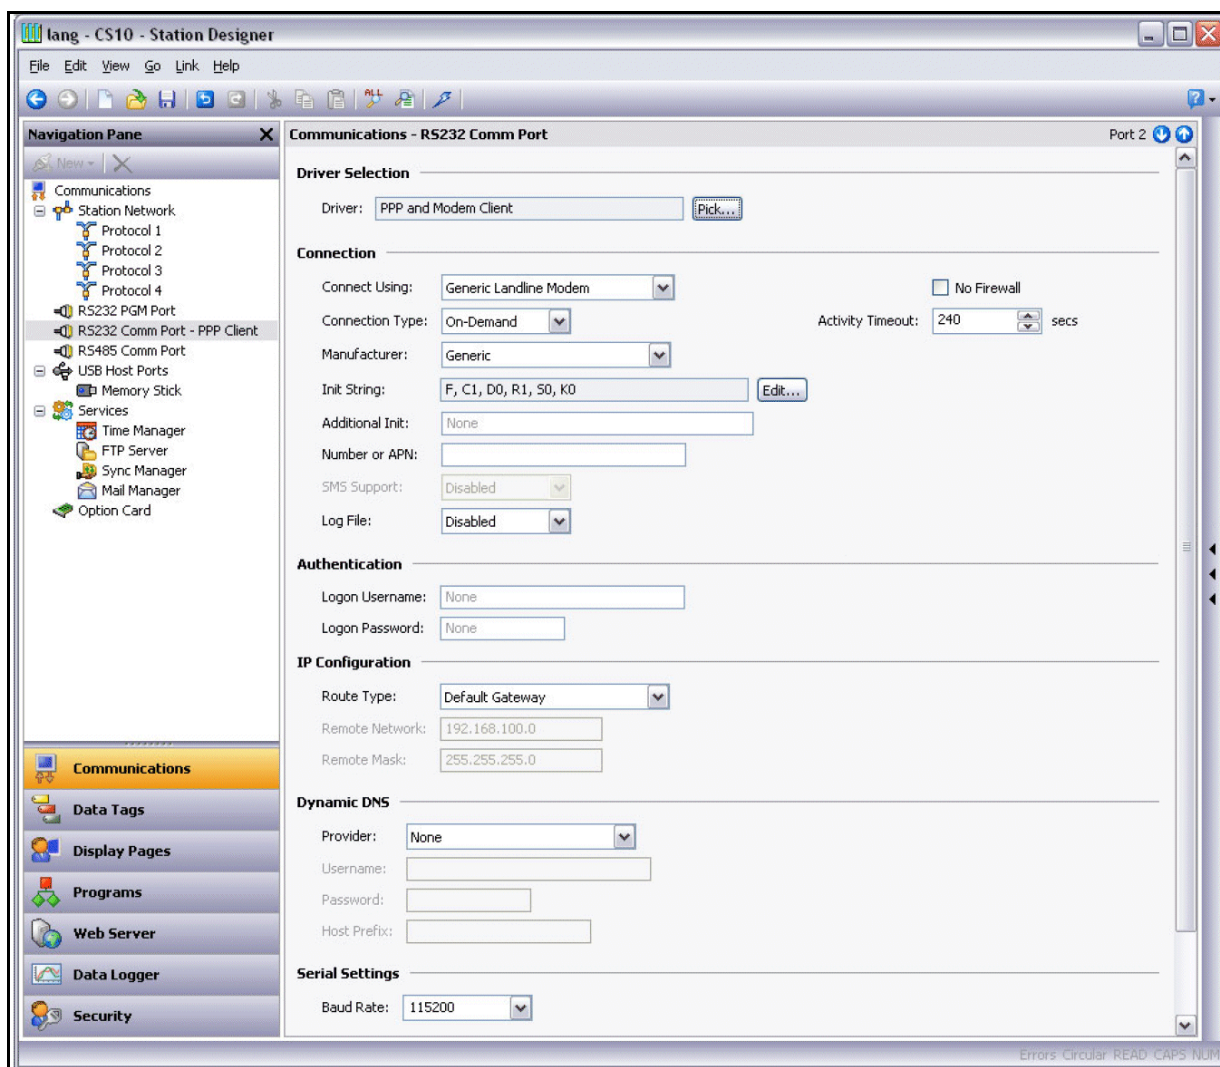 lang - CS10 - Station Designer
File Edit View Go Link Help
ALL
Navigation Pane
Communications - RS232 Comm Port
Port 2
New
Communications
Station Network
Protocol 1
Protocol 2
Protocol 3
Protocol 4
RS232 PGM Port
RS232 Comm Port - PPP Client
RS485 Comm Port
USB Host Ports
Memory Stick
Services
Time Manager
FTP Server
Sync Manager
Mail Manager
Option Card
Communications
Data Tags
Display Pages
Programs
Web Server
Data Logger
Security
Driver Selection
Driver: PPP and Modem Client Pick...
Connection
Connect Using: Generic Landline Modem No Firewall
Connection Type: On-Demand Activity Timeout: 240 secs
Manufacturer: Generic
Init String: F, C1, D0, R1, S0, K0 Edit...
Additional Init: None
Number or APN:
SMS Support: Disabled
Log File: Disabled
Authentication
Logon Username: None
Logon Password: None
IP Configuration
Route Type: Default Gateway
Remote Network: 192.168.100.0
Remote Mask: 255.255.255.0
Dynamic DNS
Provider: None
Username:
Password:
Host Prefix:
Serial Settings
Baud Rate: 115200
Errors Circular READ CAPS NUM